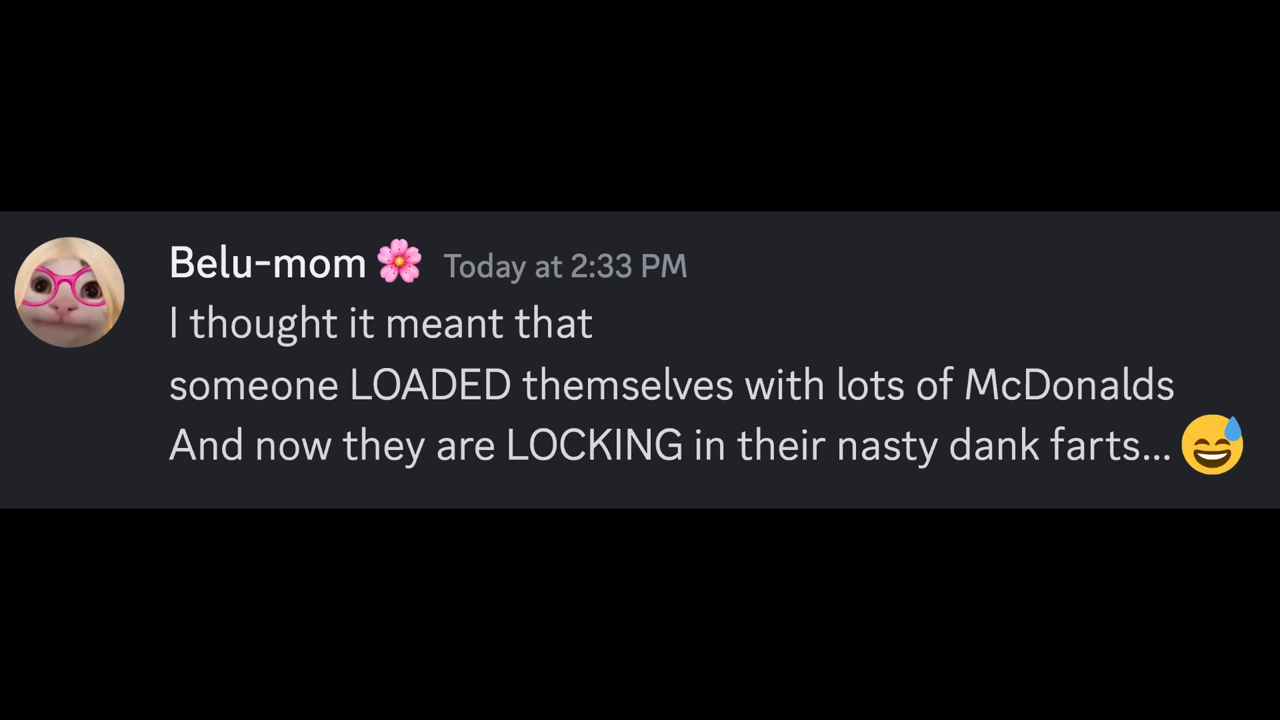 Belu-mom🌸 Today at 2:33 PM
I thought it meant that
someone LOADED themselves with lots of McDonalds
And now they are LOCKING in their nasty dank farts... 😅